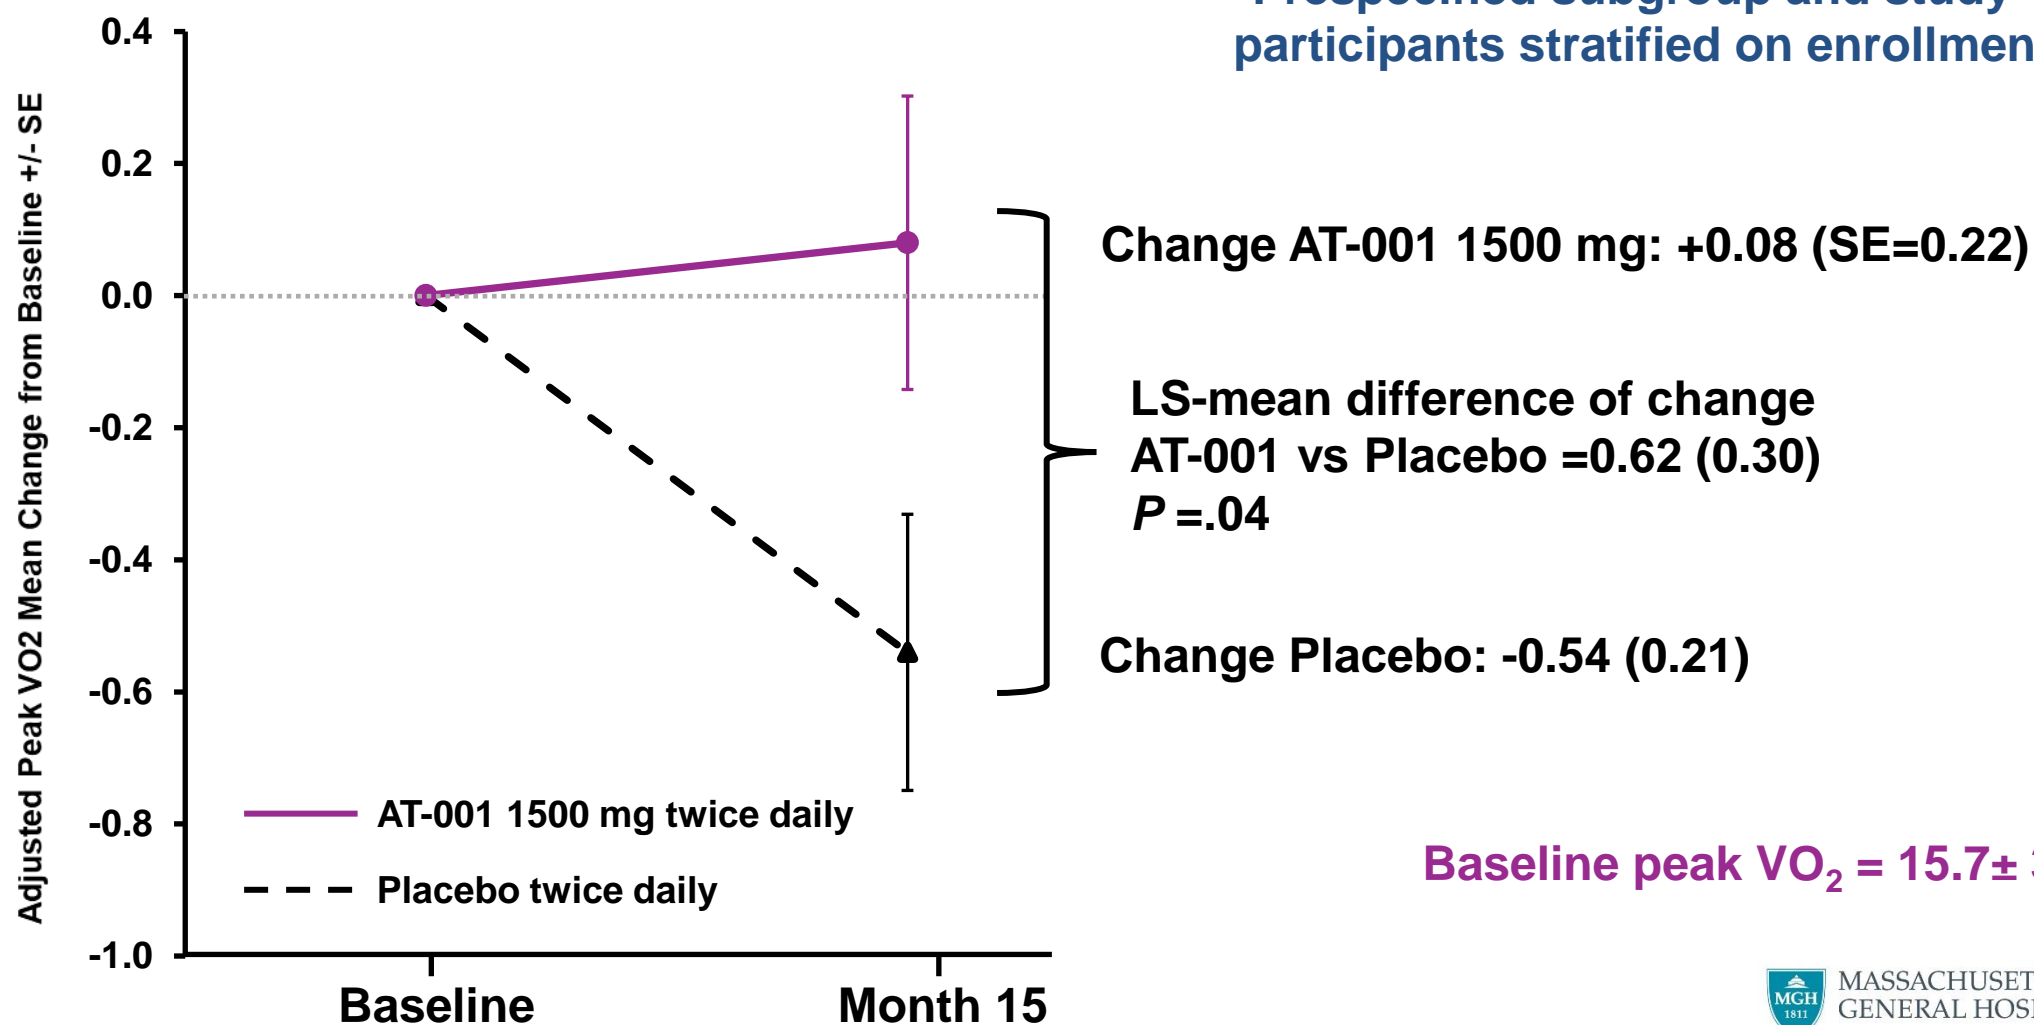 participants stratified on enrollmen
Adjusted Peak VO2 Mean Change from Baseline +/- SE
0.4
0.2
0.0
-0.2
-0.4
-0.6
-0.8
-1.0
Change AT-001 1500 mg: +0.08 (SE=0.22)
LS-mean difference of change
AT-001 vs Placebo =0.62 (0.30)
P =.04
Change Placebo: -0.54 (0.21)
AT-001 1500 mg twice daily
Placebo twice daily
Baseline peak VO₂ = 15.7±
Baseline Month 15
MGH
1811
MASSACHUSET
GENERAL HOS